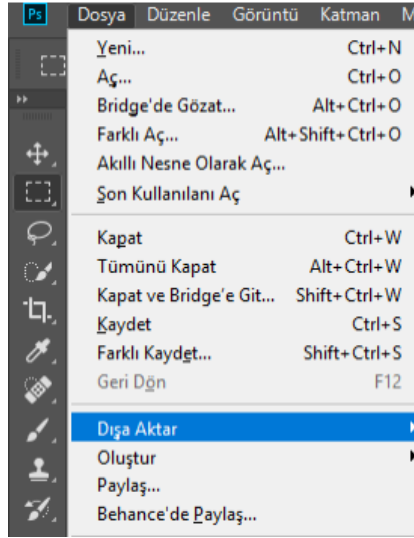 Ps Dosya Düzenle Görüntü Katman M
Yeni... Ctrl+N
Aç... Ctrl+O
Bridge'de Gözat... Alt+Ctrl+O
Farklı Aç... Alt+Shift+Ctrl+O
Akıllı Nesne Olarak Aç...
Son Kullanılanı Aç
Kapat Ctrl+W
Tümünü Kapat Alt+Ctrl+W
Kapat ve Bridge'e Git... Shift+Ctrl+W
Kaydet Ctrl+S
Farklı Kaydet... Shift+Ctrl+S
Geri Dön F12
Dışa Aktar
Oluştur
Paylaş...
Behance'de Paylaş...